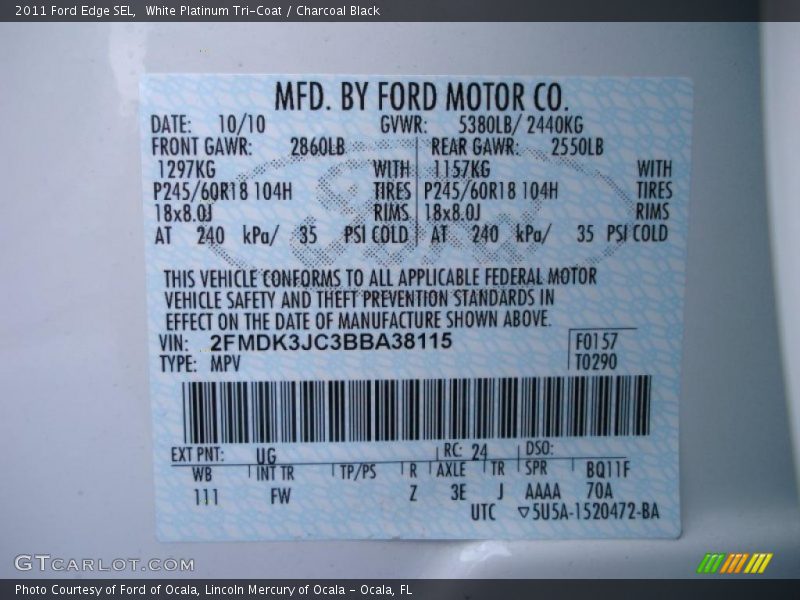 2011 Ford Edge SEL, White Platinum Tri-Coat / Charcoal Black
MFD. BY FORD MOTOR CO.
DATE: 10/10 GVWR: 5380LB/ 2440KG
FRONT GAWR: 2860LB REAR GAWR: 2550LB
1297KG WITH 1157KG WITH
P245/60R18 104H TIRES P245/60R18 104H TIRES
18x8.0J RIMS 18x8.0J RIMS
AT 240 kPa/ 35 PSI COLD AT 240 kPa/ 35 PSI COLD
THIS VEHICLE CONFORMS TO ALL APPLICABLE FEDERAL MOTOR
VEHICLE SAFETY AND THEFT PREVENTION STANDARDS IN
EFFECT ON THE DATE OF MANUFACTURE SHOWN ABOVE.
VIN: 2FMDK3JC3BBA38115 F0157
TYPE: MPV T0290
EXT PNT: UG RC: 24 DSO:
WB INT TR TP/PS R AXLE TR SPR BQ11F
111 FW Z 3E J AAAA 70A
UTC ▽5U5A-1520472-BA
GTCARLOT.COM
Photo Courtesy of Ford of Ocala, Lincoln Mercury of Ocala - Ocala, FL